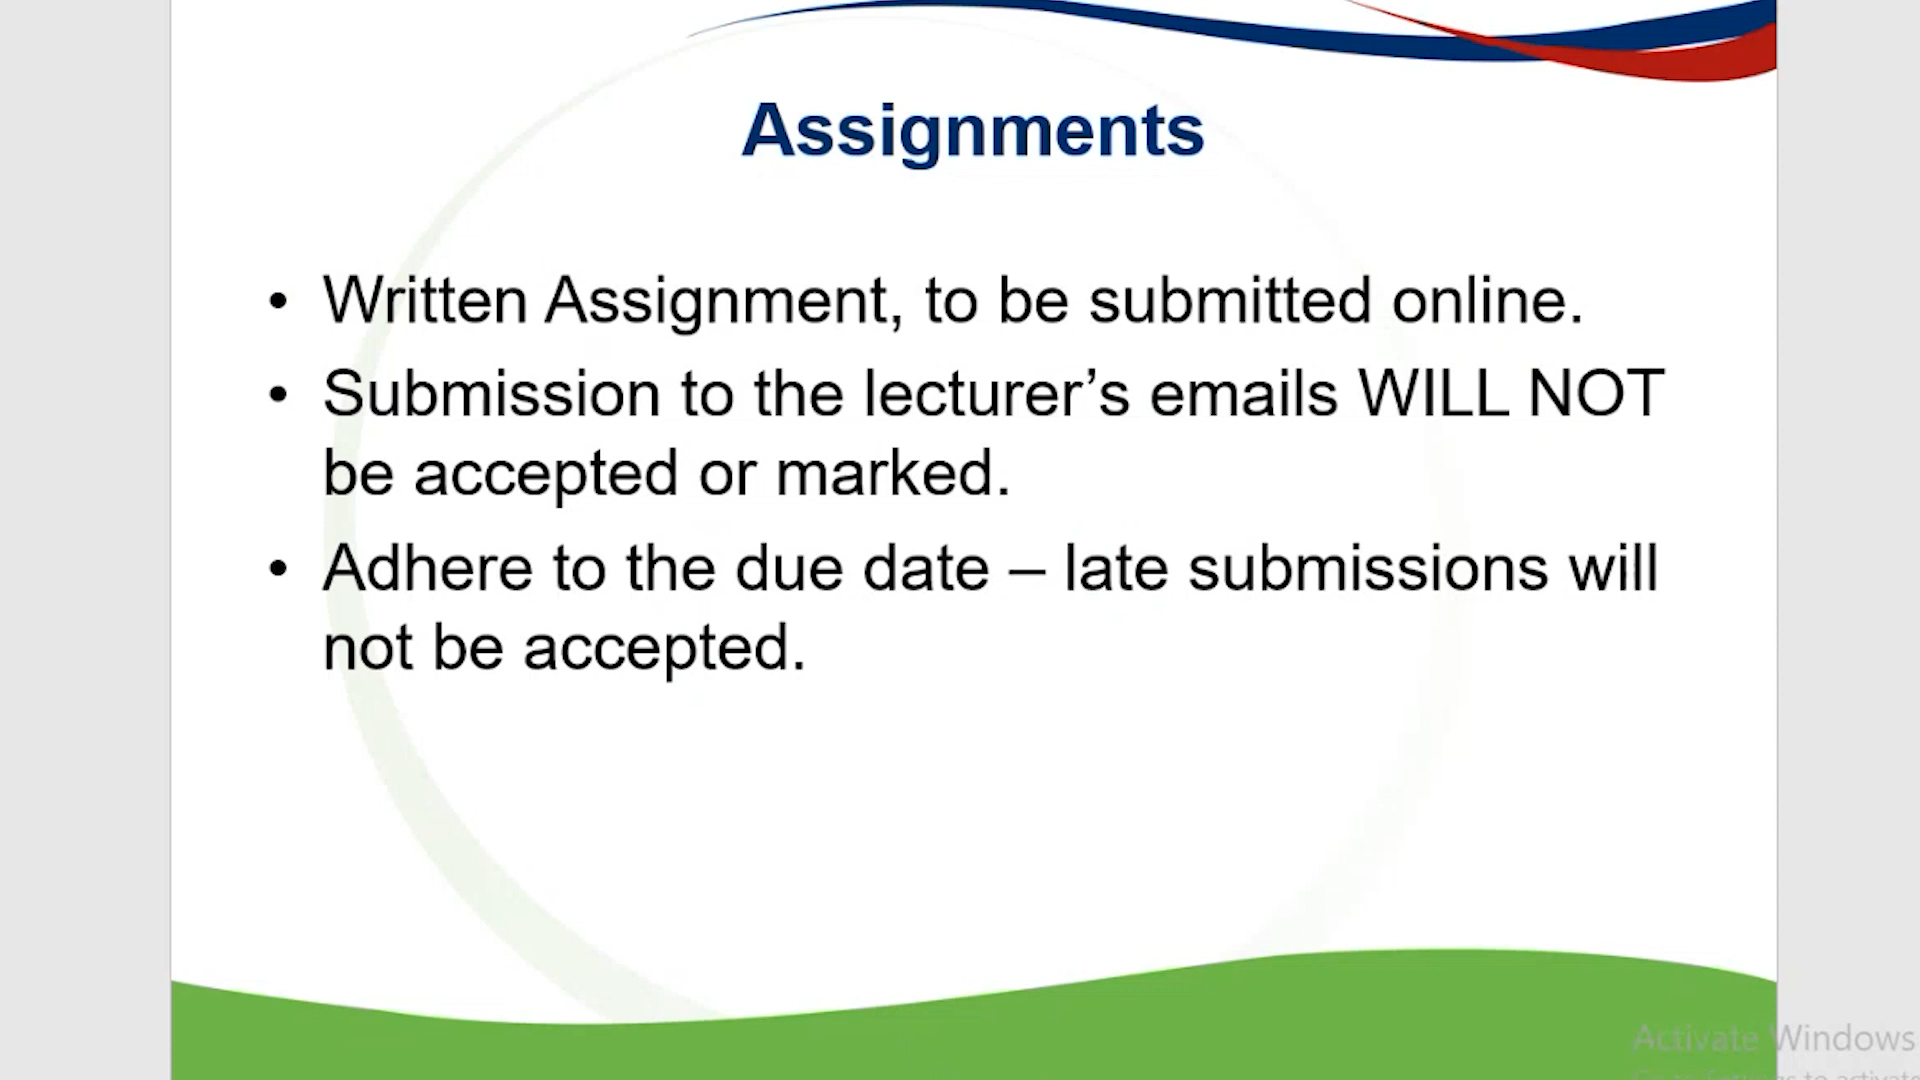 Assignments
• Written Assignment, to be submitted online.
• Submission to the lecturer’s emails WILL NOT
be accepted or marked.
• Adhere to the due date – late submissions will
not be accepted.
Activate Windows